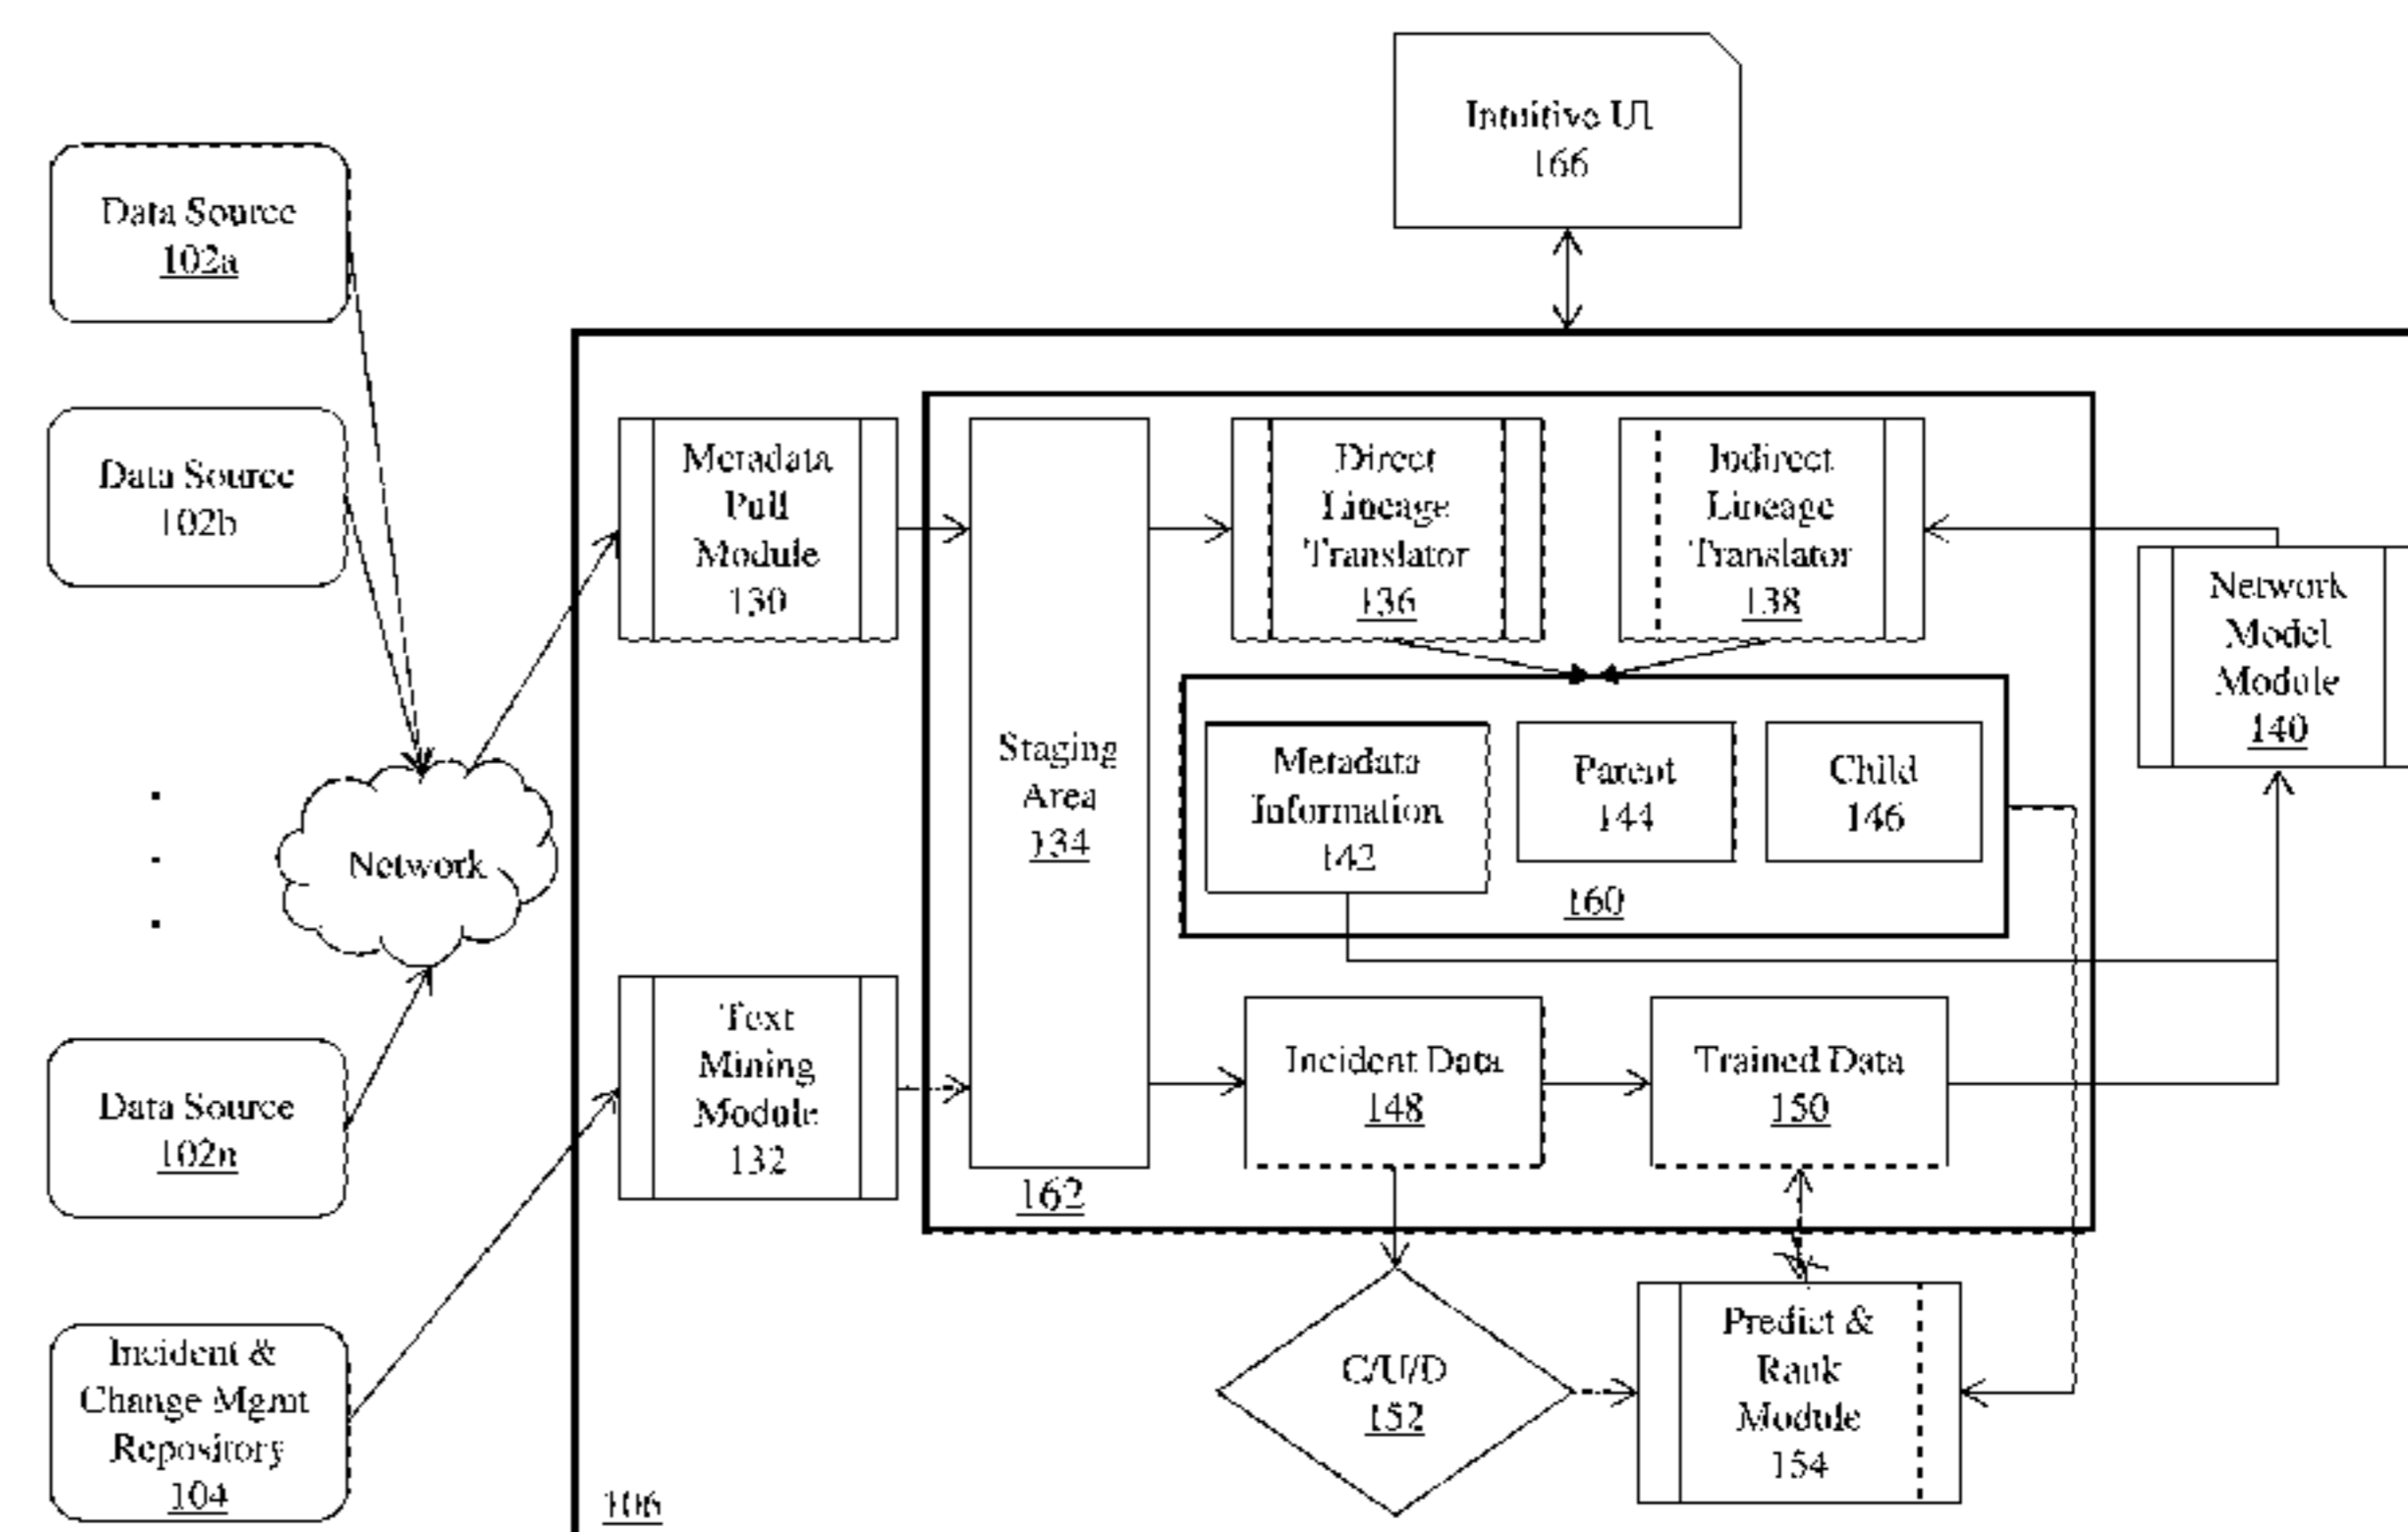 Intuitive UI
166
Data Source
102a
Data Source
102b
Data Source
102n
Incident &
Change Mgmt
Repository
104
Network
Metadata
Pull
Module
130
Text
Mining
Module
132
Staging
Area
134
162
Direct
Lineage
Translator
136
Indirect
Lineage
Translator
138
Network
Model
Module
140
Metadata
Information
142
Parent
144
Child
146
160
Incident Data
148
Trained Data
150
C/U/D
152
Predict &
Rank
Module
154
106